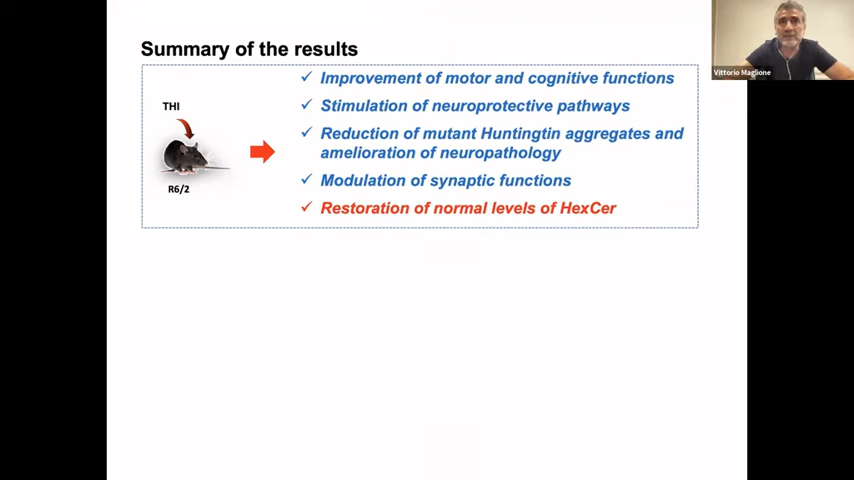 Summary of the results
Vittorio Maglione
THI
R6/2
✓ Improvement of motor and cognitive functions
✓ Stimulation of neuroprotective pathways
✓ Reduction of mutant Huntingtin aggregates and
amelioration of neuropathology
✓ Modulation of synaptic functions
✓ Restoration of normal levels of HexCer